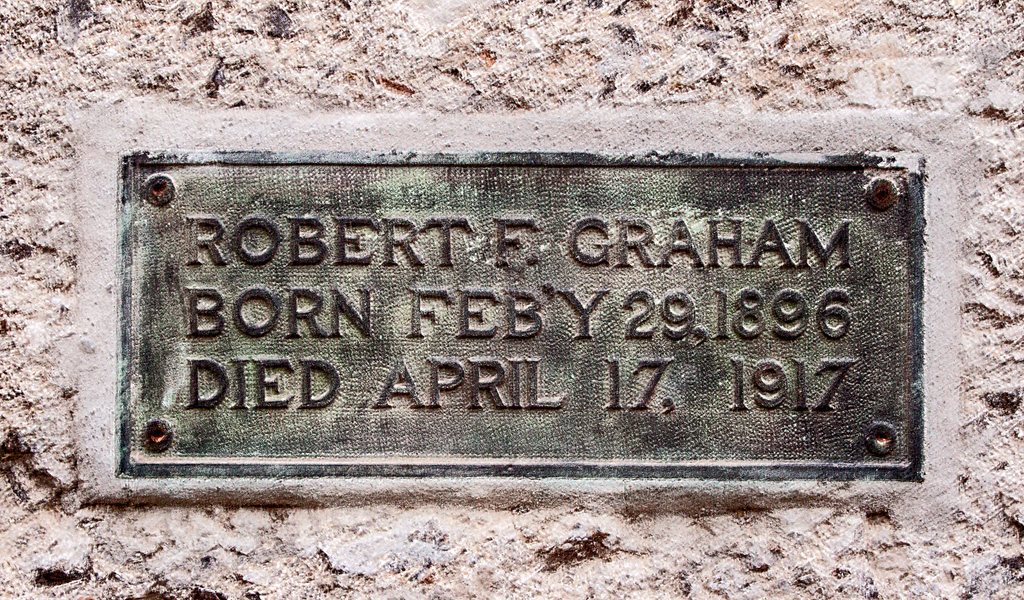 ROBERT F. GRAHAM
BORN FEB'Y 29, 1896
DIED APRIL 17, 1917